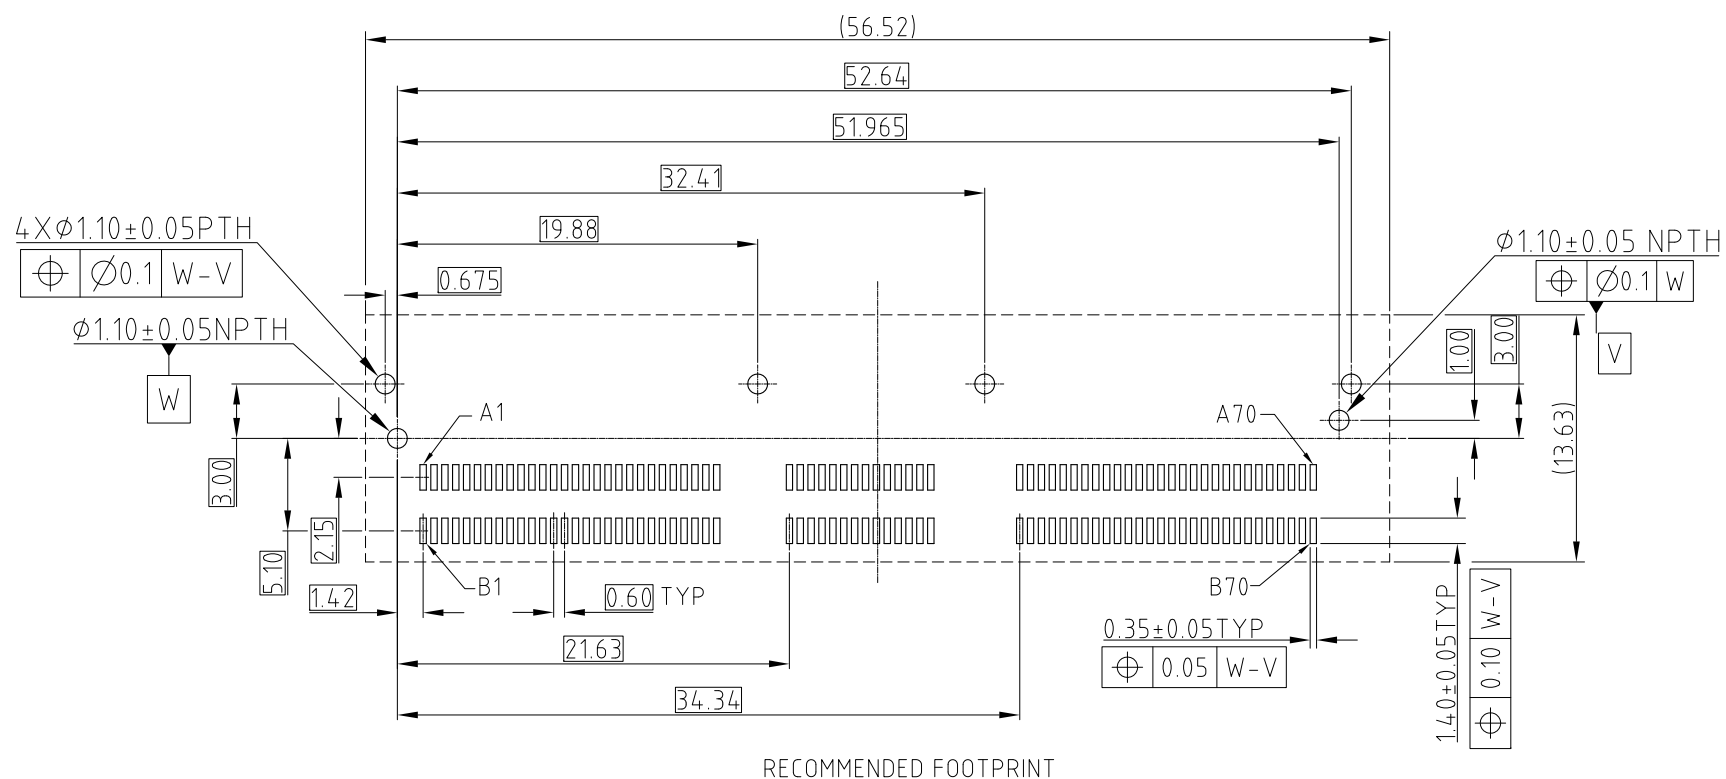 (56.52)
52.64
51.965
32.41
4XØ1.10±0.05PTH
19.88
Ø1.10±0.05 NPTH
⌖ Ø0.1 W-V
0.675
⌖ Ø0.1 W
Ø1.10±0.05NPTH
1.00
3.00
V
W
A1
A70
(13.63)
3.00
2.15
5.10
1.42
B1
0.60 TYP
B70
0.35±0.05TYP
1.40±0.05TYP
⌖ 0.10 W-V
21.63
⌖ 0.05 W-V
34.34
RECOMMENDED FOOTPRINT